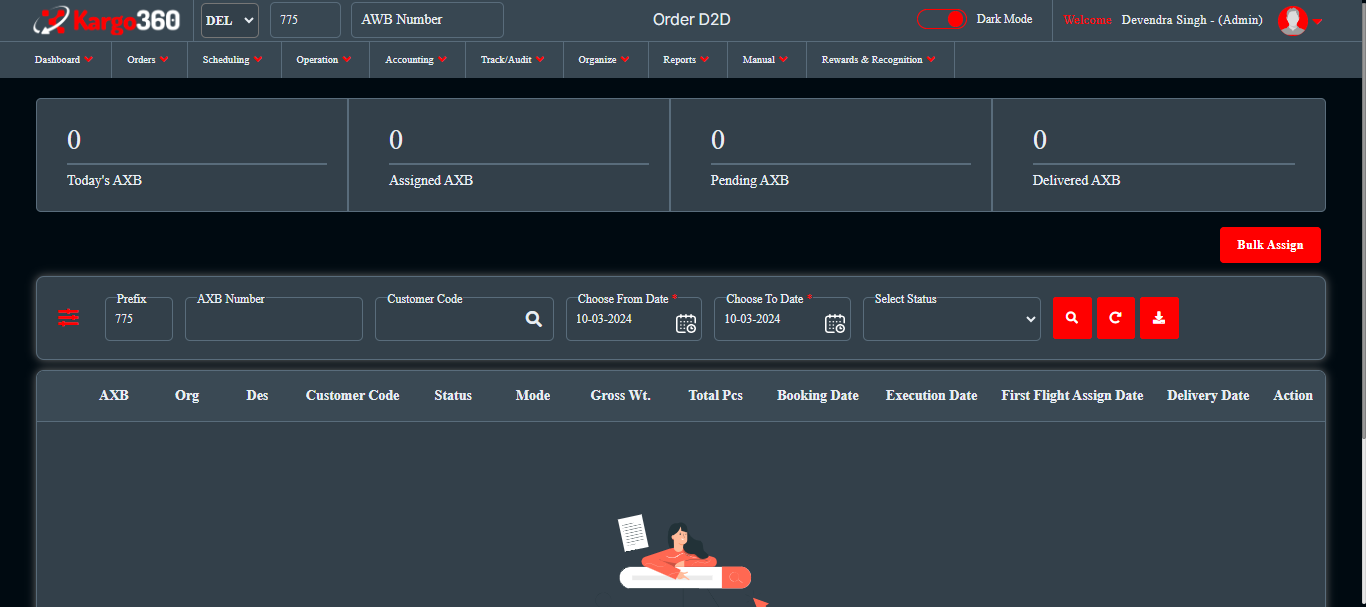 Kargo360 DEL 775 AWB Number Order D2D Dark Mode Welcome Devendra Singh - (Admin)
Dashboard Orders Scheduling Operation Accounting Track/Audit Organize Reports Manual Rewards & Recognition
0 0 0 0
Today's AXB Assigned AXB Pending AXB Delivered AXB
Bulk Assign
Prefix AXB Number Customer Code Choose From Date * Choose To Date * Select Status
775 10-03-2024 10-03-2024
AXB Org Des Customer Code Status Mode Gross Wt. Total Pcs Booking Date Execution Date First Flight Assign Date Delivery Date Action